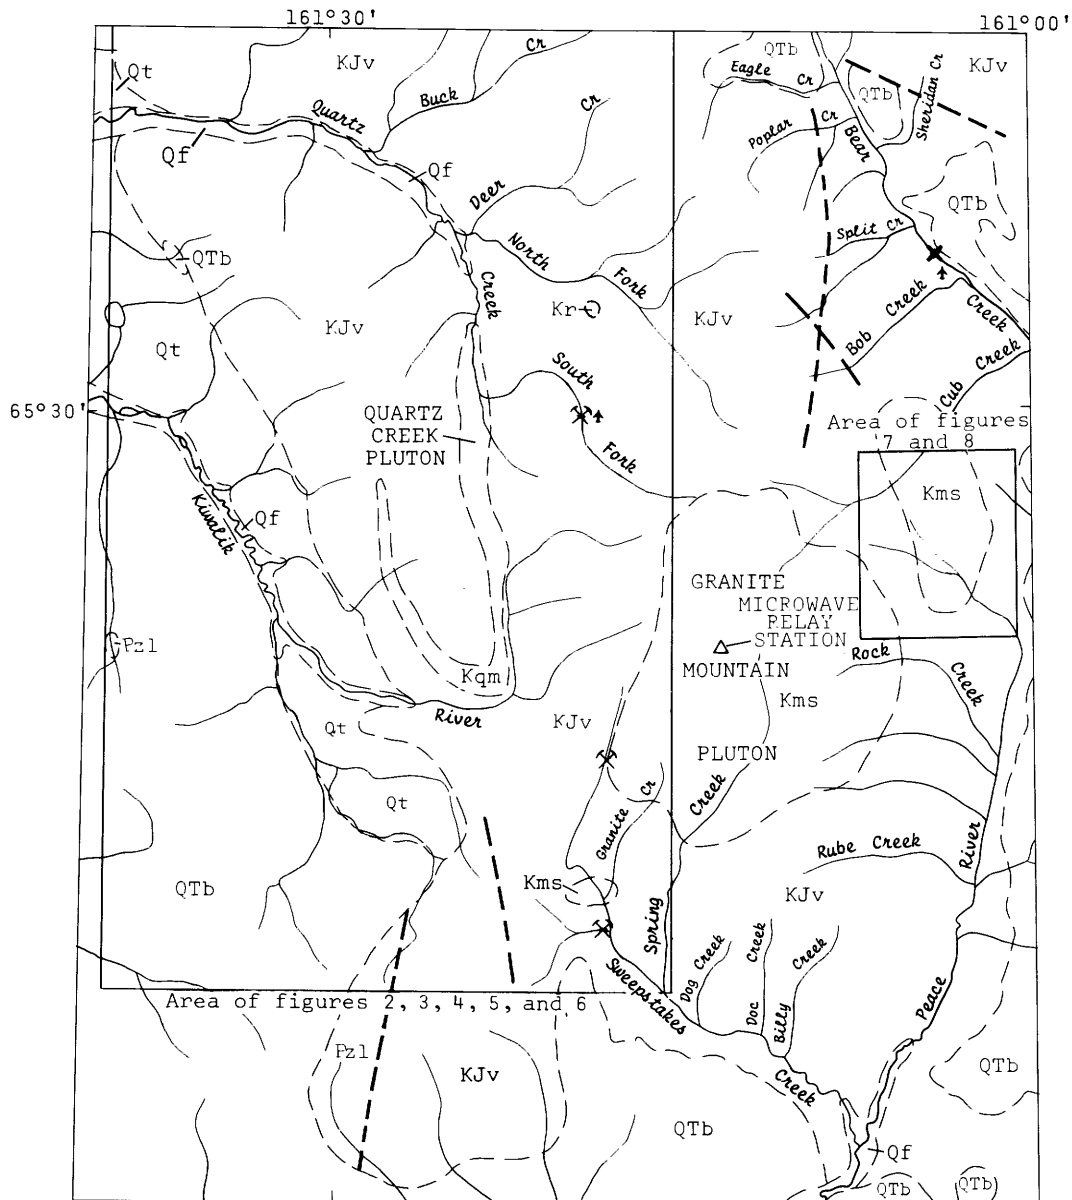 161°30'
161°00'
Qt
KJv
Cr
QTb
KJv
Eagle Cr
Buck
QTb
Sheridan Cr
Quartz
Cr
Poplar Cr
Bear
Qf
Qf
Deer
QTb
QTb
North
Split Cr
Creek
Fork
Kr
KJv
Creek
Creek
KJv
Qt
Bob
South
Creek
Cub
65°30'
QUARTZ
CREEK
PLUTON
Area of figures
7 and 8
Fork
Kms
Kiwalik
Qf
GRANITE
MICROWAVE
RELAY
STATION
Pzl
Rock
MOUNTAIN
Creek
Kqm
Kms
River
KJv
Qt
PLUTON
Cr
Creek
Qt
Granite
River
Rube Creek
Kms
QTb
KJv
Spring
Creek
Creek
Creek
Sweepstakes
Dog
Area of figures 2, 3, 4, 5, and 6
Peace
Doc
Billy
Pzl
KJv
QTb
Creek
QTb
Qf
QTb
QTb